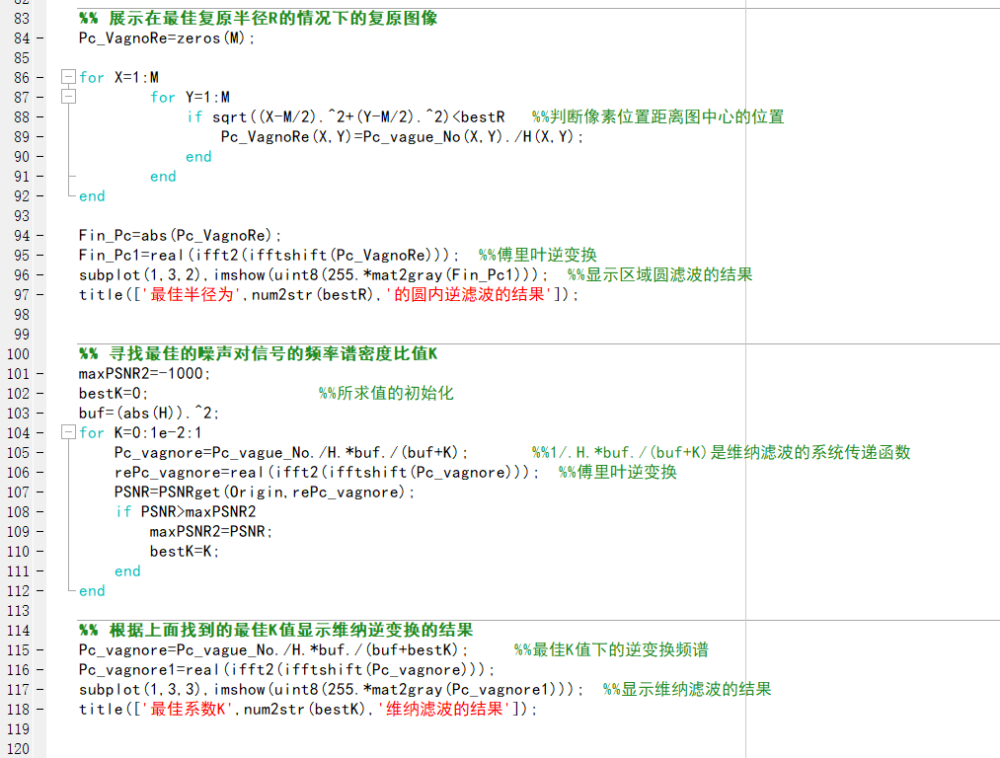 83 %% 展示在最佳复原半径R的情况下的复原图像
84 - Pc_VagnoRe=zeros(M);
85
86 - for X=1:M
87 - for Y=1:M
88 - if sqrt((X-M/2).^2+(Y-M/2).^2)<bestR %%判断像素位置距离图中心的位置
89 - Pc_VagnoRe(X,Y)=Pc_vague_No(X,Y)./H(X,Y);
90 - end
91 - end
92 - end
93
94 - Fin_Pc=abs(Pc_VagnoRe);
95 - Fin_Pc1=real(ifft2(ifftshift(Pc_VagnoRe))); %%傅里叶逆变换
96 - subplot(1,3,2),imshow(uint8(255.*mat2gray(Fin_Pc1))); %%显示区域圆滤波的结果
97 - title(['最佳半径为',num2str(bestR),'的圆内逆滤波的结果']);
98
99
100 %% 寻找最佳的噪声对信号的频率谱密度比值K
101 - maxPSNR2=-1000;
102 - bestK=0; %%所求值的初始化
103 - buf=(abs(H)).^2;
104 - for K=0:1e-2:1
105 - Pc_vagnore=Pc_vague_No./H.*buf./(buf+K); %%1/.H.*buf./(buf+K)是维纳滤波的系统传递函数
106 - rePc_vagnore=real(ifft2(ifftshift(Pc_vagnore))); %%傅里叶逆变换
107 - PSNR=PSNRget(Origin,rePc_vagnore);
108 - if PSNR>maxPSNR2
109 - maxPSNR2=PSNR;
110 - bestK=K;
111 - end
112 - end
113
114 %% 根据上面找到的最佳K值显示维纳逆变换的结果
115 - Pc_vagnore=Pc_vague_No./H.*buf./(buf+bestK); %%最佳K值下的逆变换频谱
116 - Pc_vagnore1=real(ifft2(ifftshift(Pc_vagnore)));
117 - subplot(1,3,3),imshow(uint8(255.*mat2gray(Pc_vagnore1))); %%显示维纳滤波的结果
118 - title(['最佳系数K',num2str(bestK),'维纳滤波的结果']);
119
120